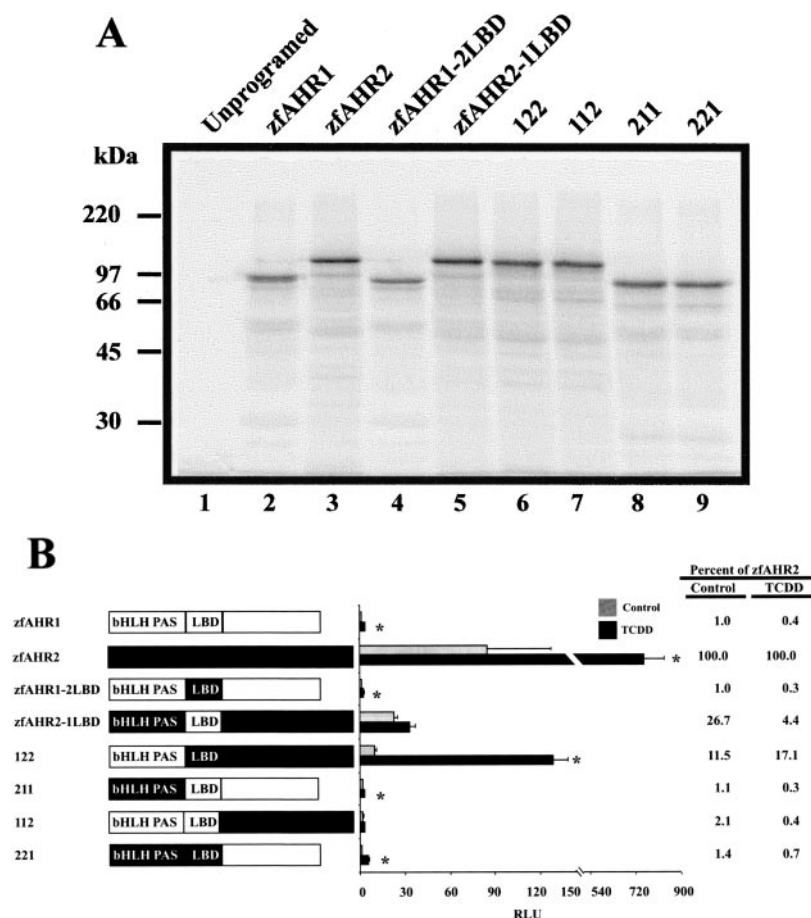 A
Unprogramed zfAHR1 zfAHR2 zfAHR1-2LBD zfAHR2-1LBD 122 112 211 221
kDa
220
97
66
45
30
1 2 3 4 5 6 7 8 9
B
Percent of zfAHR2
Control TCDD
Control
TCDD
zfAHR1 bHLH PAS LBD * 1.0 0.4
zfAHR2 * 100.0 100.0
zfAHR1-2LBD bHLH PAS LBD * 1.0 0.3
zfAHR2-1LBD bHLH PAS LBD 26.7 4.4
122 bHLH PAS LBD * 11.5 17.1
211 bHLH PAS LBD * 1.1 0.3
112 bHLH PAS LBD 2.1 0.4
221 bHLH PAS LBD * 1.4 0.7
0 30 60 90 120 150 540 720 900
RLU